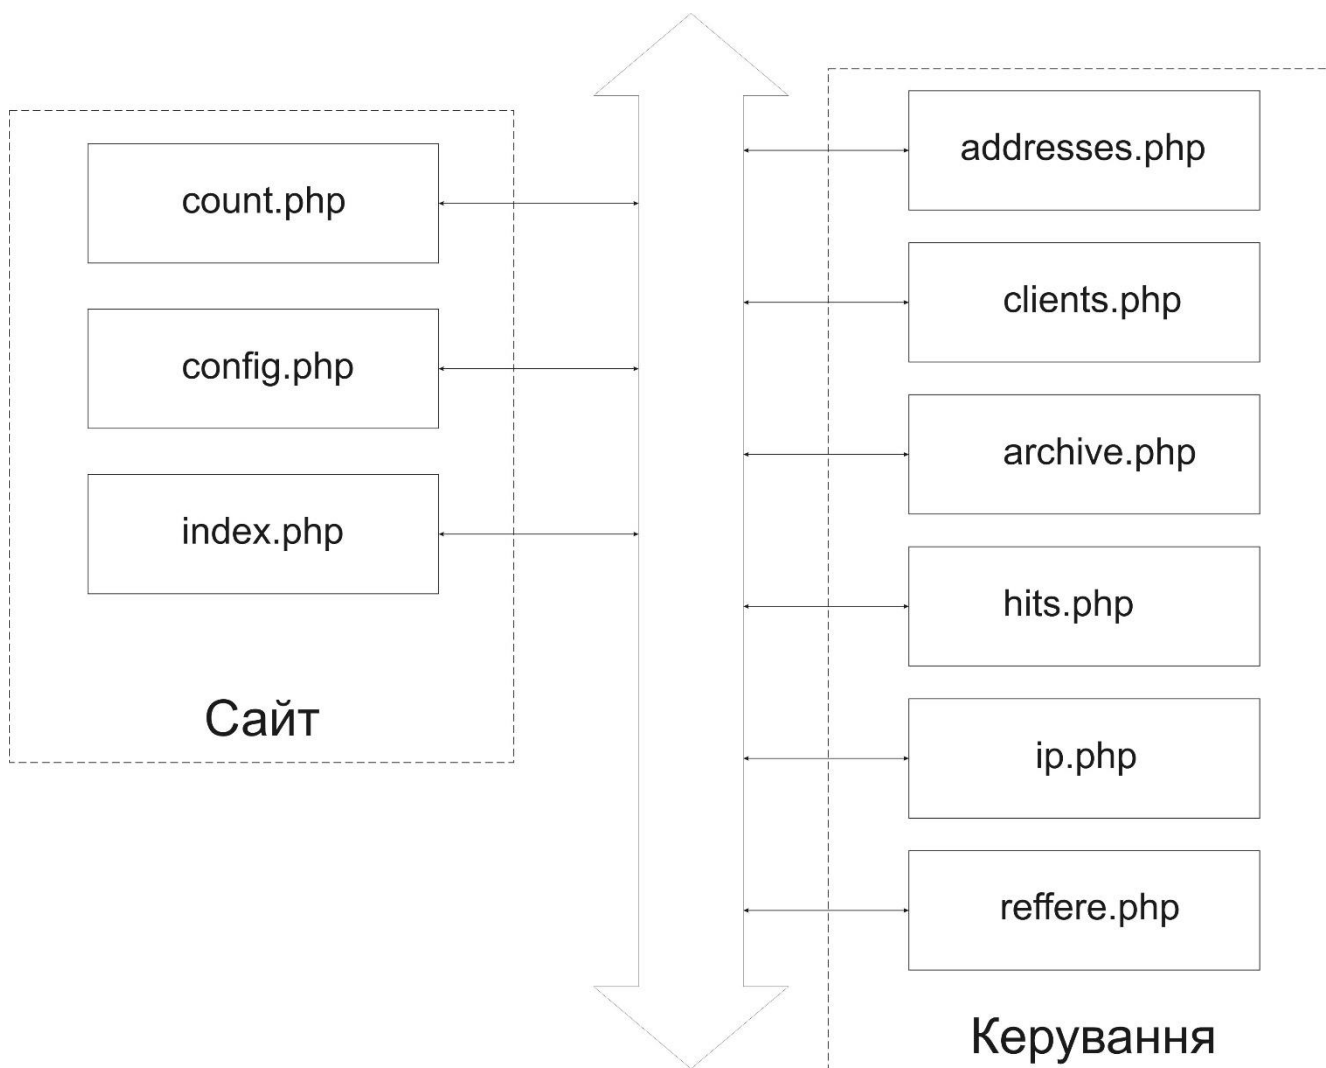 count.php
config.php
index.php
Сайт
addresses.php
clients.php
archive.php
hits.php
ip.php
reffere.php
Керування